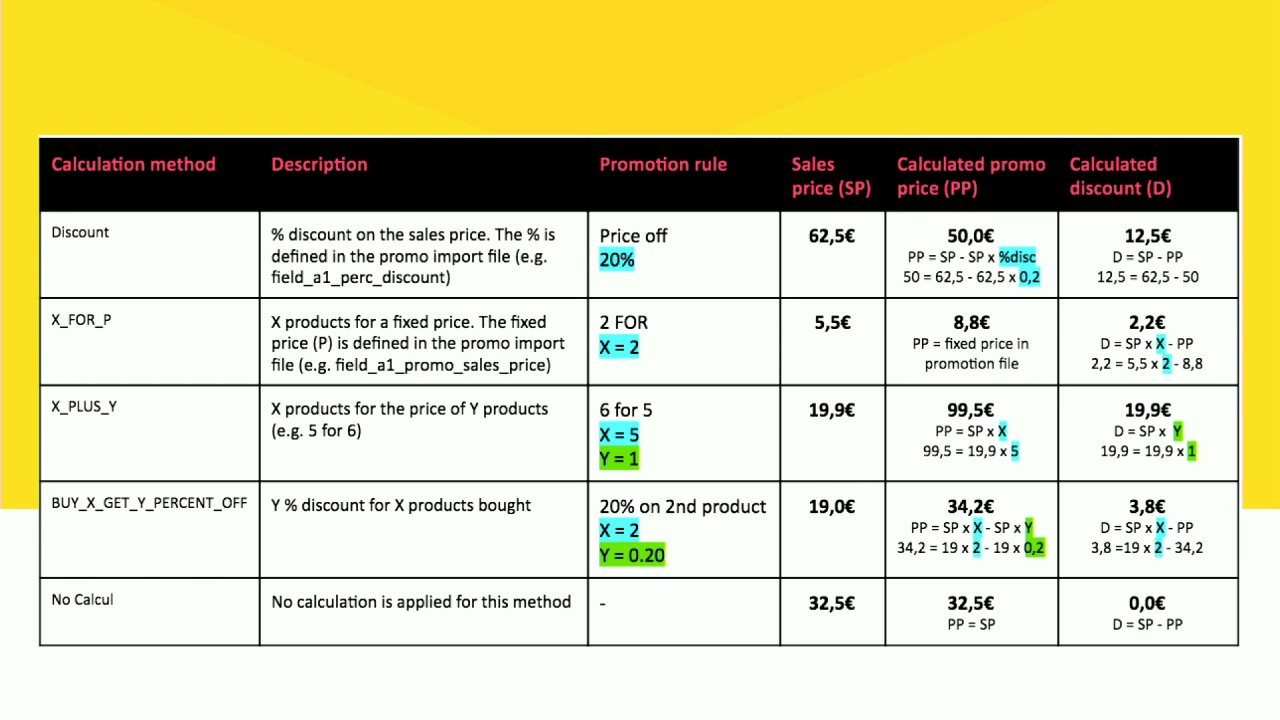 Calculation method
Description
Promotion rule
Sales
price (SP)
Calculated promo
price (PP)
Calculated
discount (D)
Discount
% discount on the sales price. The % is
defined in the promo import file (e.g.
field_a1_perc_discount)
Price off
20%
62,5€
50,0€
PP = SP - SP x %disc
50 = 62,5 - 62,5 x 0,2
12,5€
D = SP - PP
12,5 = 62,5 - 50
X_FOR_P
X products for a fixed price. The fixed
price (P) is defined in the promo import
file (e.g. field_a1_promo_sales_price)
2 FOR
X = 2
5,5€
8,8€
PP = fixed price in
promotion file
2,2€
D = SP x X - PP
2,2 = 5,5 x 2 - 8,8
X_PLUS_Y
X products for the price of Y products
(e.g. 5 for 6)
6 for 5
X = 5
Y = 1
19,9€
99,5€
PP = SP x X
99,5 = 19,9 x 5
19,9€
D = SP x Y
19,9 = 19,9 x 1
BUY_X_GET_Y_PERCENT_OFF
Y % discount for X products bought
20% on 2nd product
X = 2
Y = 0.20
19,0€
34,2€
PP = SP x X - SP x Y
34,2 = 19 x 2 - 19 x 0,2
3,8€
D = SP x X - PP
3,8 =19 x 2 - 34,2
No Calcul
No calculation is applied for this method
-
32,5€
32,5€
PP = SP
0,0€
D = SP - PP